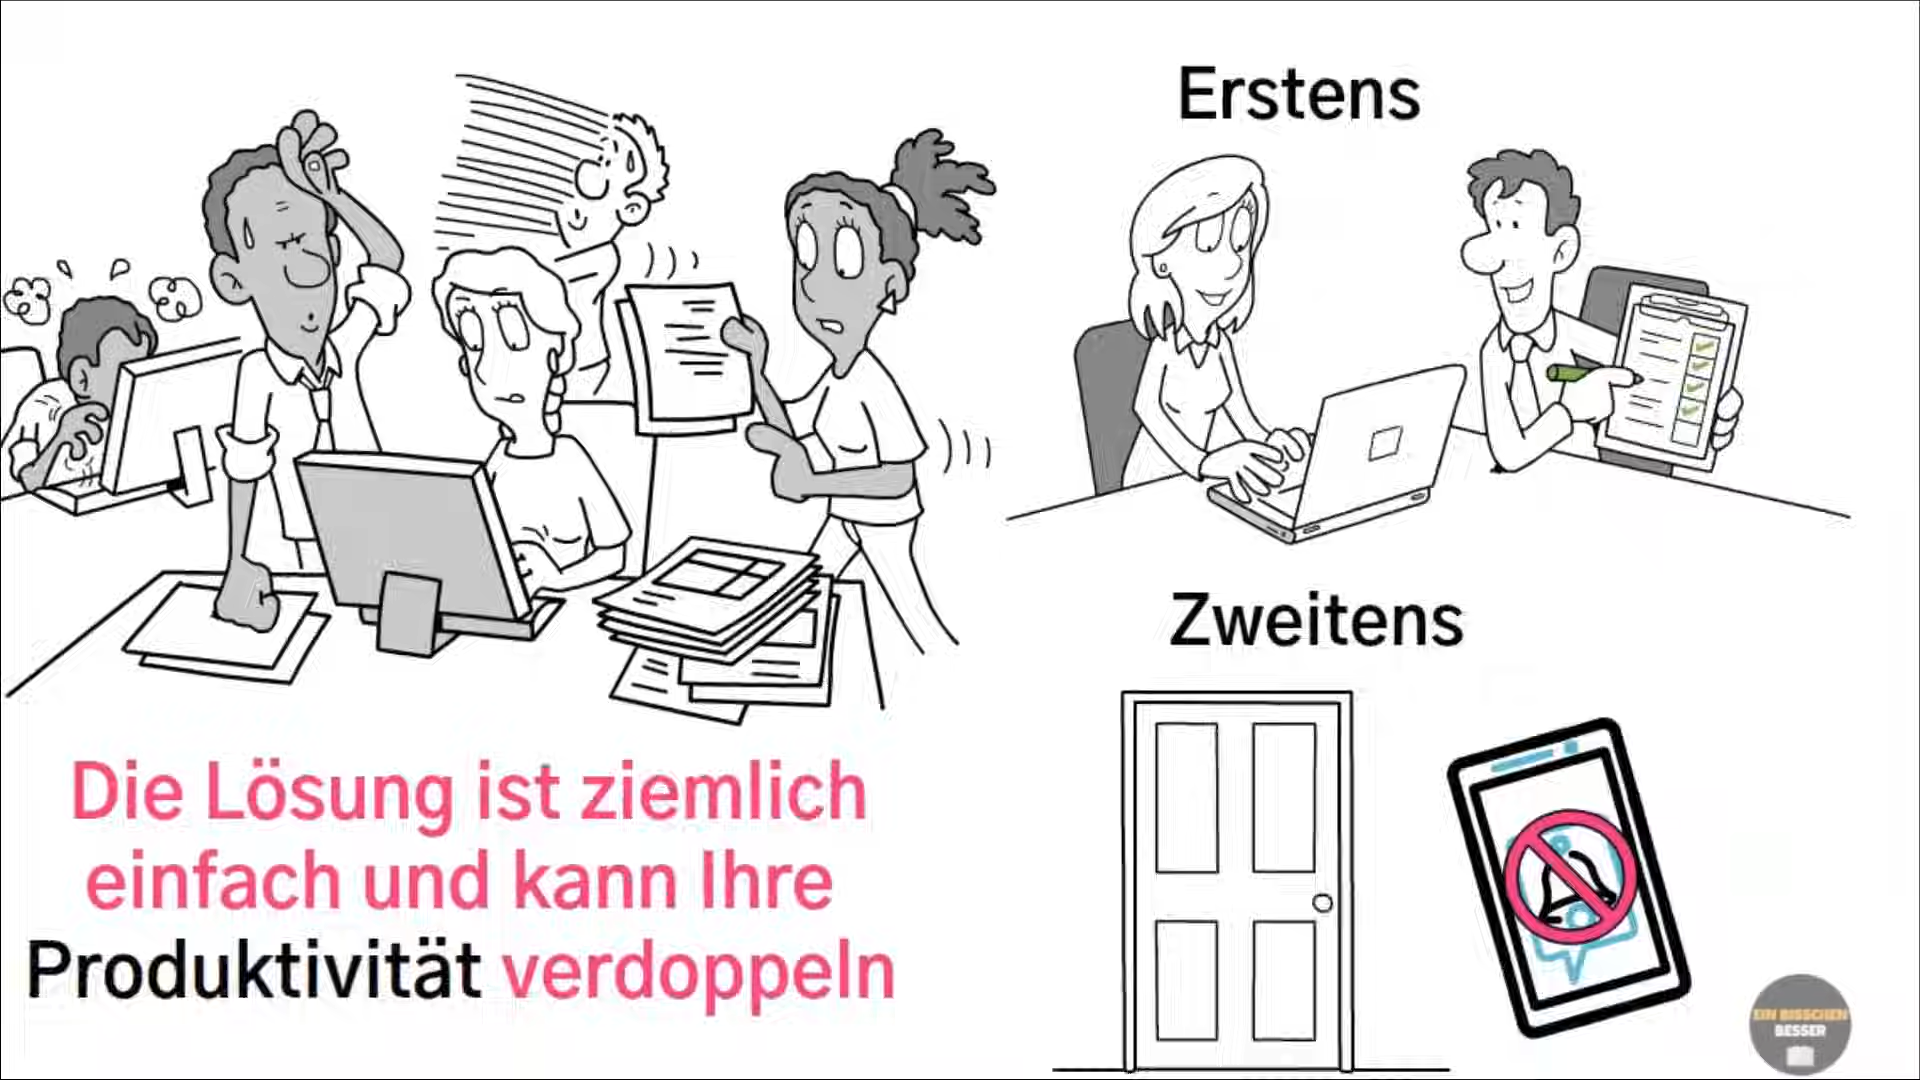 Die Lösung ist ziemlich
einfach und kann Ihre
Produktivität verdoppeln
Erstens
Zweitens
EIN BISSCHEN
BESSER